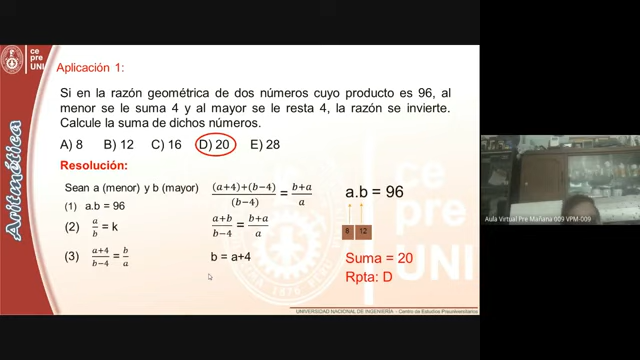 ce
pre
UNI
Aritmética
Aplicación 1:
Si en la razón geométrica de dos números cuyo producto es 96, al
menor se le suma 4 y al mayor se le resta 4, la razón se invierte.
Calcule la suma de dichos números.
A) 8 B) 12 C) 16 D) 20 E) 28
Resolución:
Sean a (menor) y b (mayor)
(1) a.b = 96
(2) a/b = k
(3) (a+4)/(b−4) = b/a
((a+4)+(b−4))/(b−4) = (b+a)/a
(a+b)/(b−4) = (b+a)/a
b = a+4
a.b = 96
8 12
Suma = 20
Rpta: D
ce
pre
UNI
1876
UNIVERSIDAD NACIONAL DE INGENIERÍA - Centro de Estudios Preuniversitarios
Aula Virtual Pre Mañana 009 VPM-009